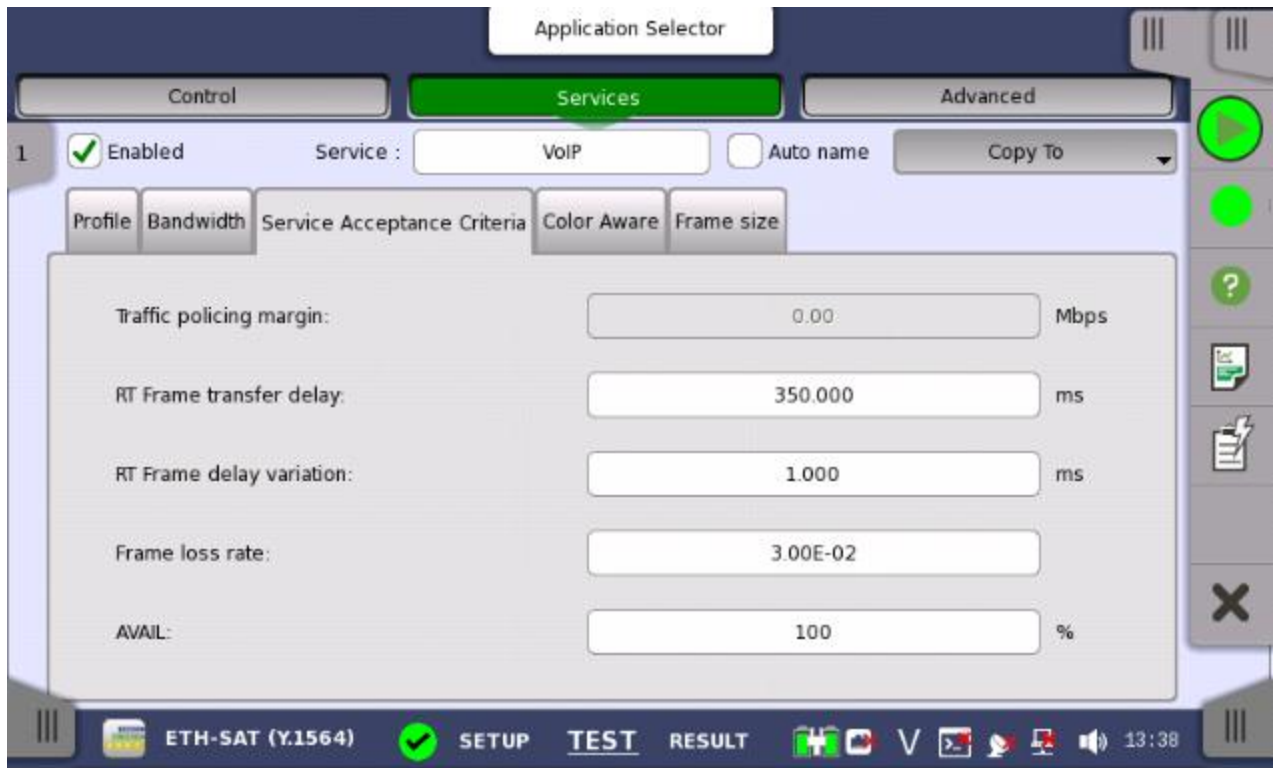 Application Selector
Control Services Advanced
1 Enabled Service : VoIP Auto name Copy To
Profile Bandwidth Service Acceptance Criteria Color Aware Frame size
Traffic policing margin: 0.00 Mbps
RT Frame transfer delay: 350.000 ms
RT Frame delay variation: 1.000 ms
Frame loss rate: 3.00E-02
AVAIL: 100 %
ETH-SAT (Y.1564) SETUP TEST RESULT V 13:38